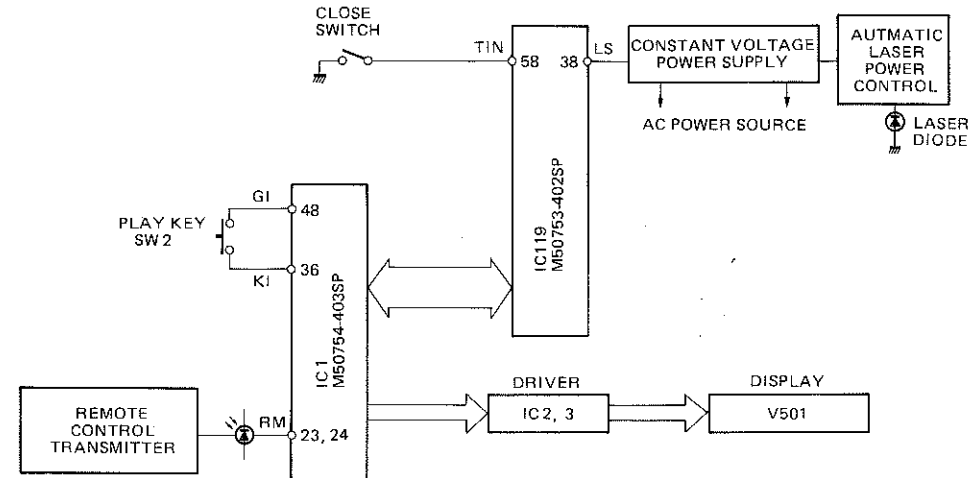 CLOSE
SWITCH
TIN
58
38
LS
CONSTANT VOLTAGE
POWER SUPPLY
AUTMATIC
LASER
POWER
CONTROL
AC POWER SOURCE
LASER
DIODE
IC119
M50753-402SP
GI
48
PLAY KEY
SW 2
36
KI
IC1
M50754-403SP
REMOTE
CONTROL
TRANSMITTER
RM
23, 24
DRIVER
IC 2, 3
DISPLAY
V501